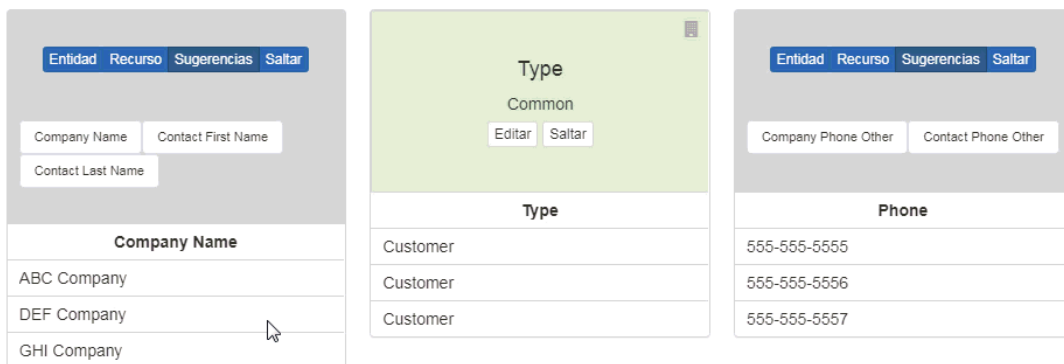 Entidad Recurso Sugerencias Saltar
Company Name Contact First Name
Contact Last Name
Company Name
ABC Company
DEF Company
GHI Company
Type
Common
Editar Saltar
Type
Customer
Customer
Customer
Entidad Recurso Sugerencias Saltar
Company Phone Other Contact Phone Other
Phone
555-555-5555
555-555-5556
555-555-5557